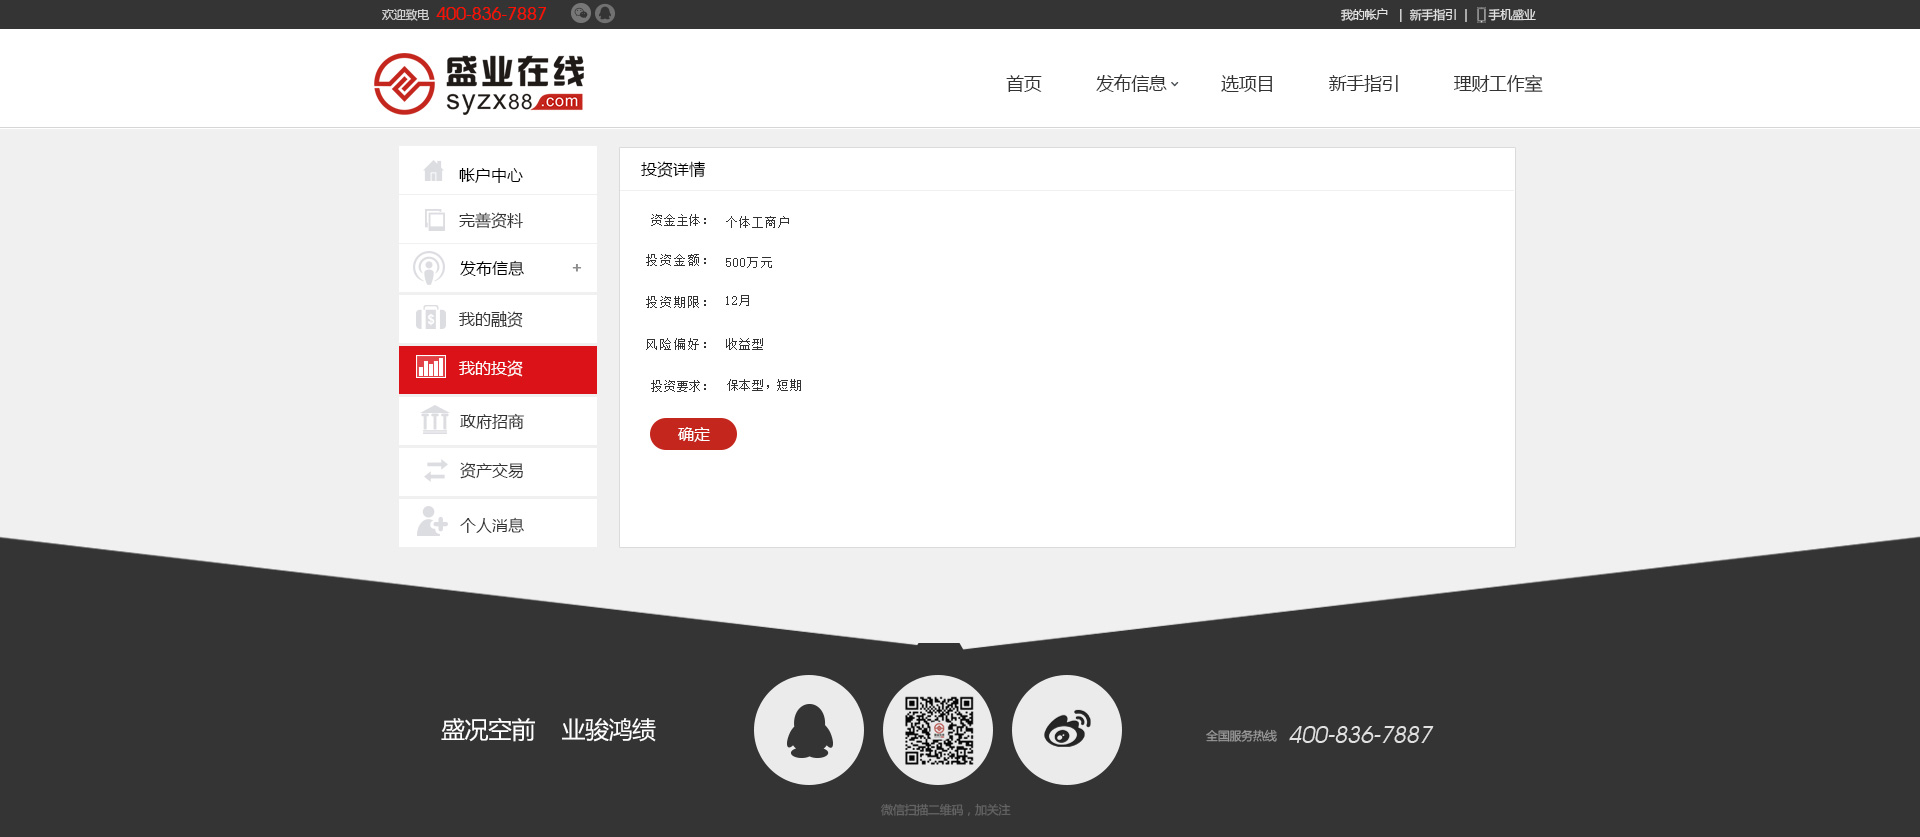 欢迎致电 400-836-7887
我的帐户 | 新手指引 | 手机盛业
盛业在线
syzx88.com
首页 发布信息 选项目 新手指引 理财工作室
帐户中心
完善资料
发布信息 +
我的融资
我的投资
政府招商
资产交易
个人消息
投资详情
资金主体： 个体工商户
投资金额： 500万元
投资期限： 12月
风险偏好： 收益型
投资要求： 保本型，短期
确定
盛况空前 业骏鸿绩
全国服务热线 400-836-7887
微信扫描二维码，加关注